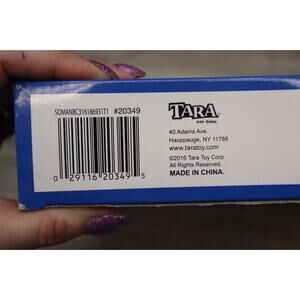 SOMANBC316186931T1 #20349
0 29116 20349 5
TARA
TOY CORP.
40 Adams Ave.
Hauppauge, NY 11788
www.taratoy.com
©2016 Tara Toy Corp.
All Rights Reserved.
MADE IN CHINA.